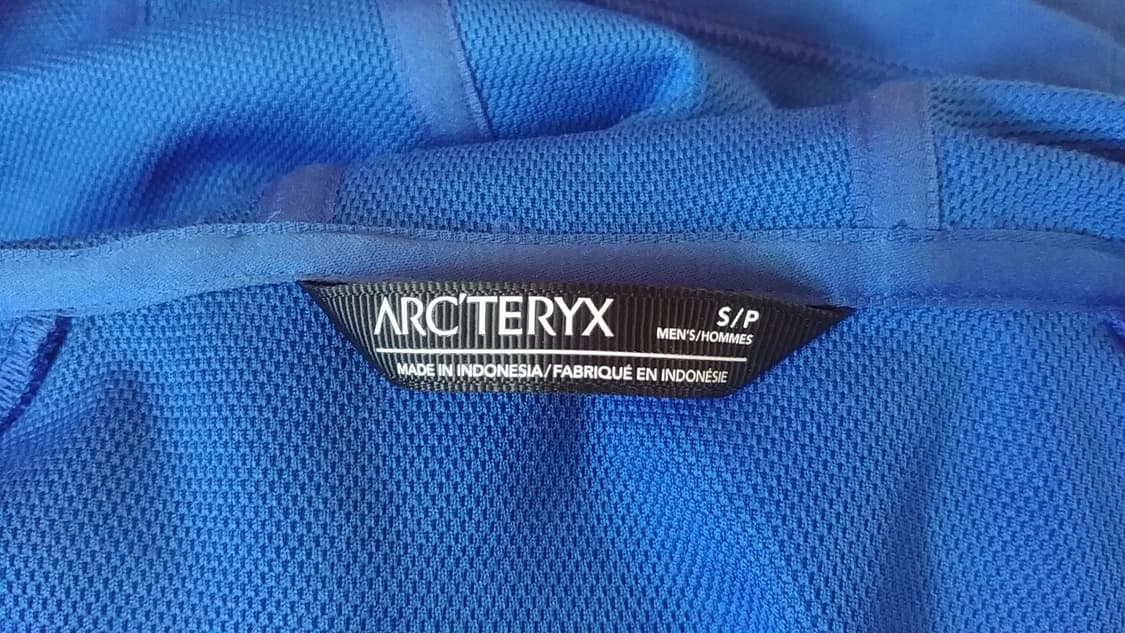 ARC'TERYX
S/P
MEN'S/HOMMES
MADE IN INDONESIA/FABRIQUÉ EN INDONÉSIE